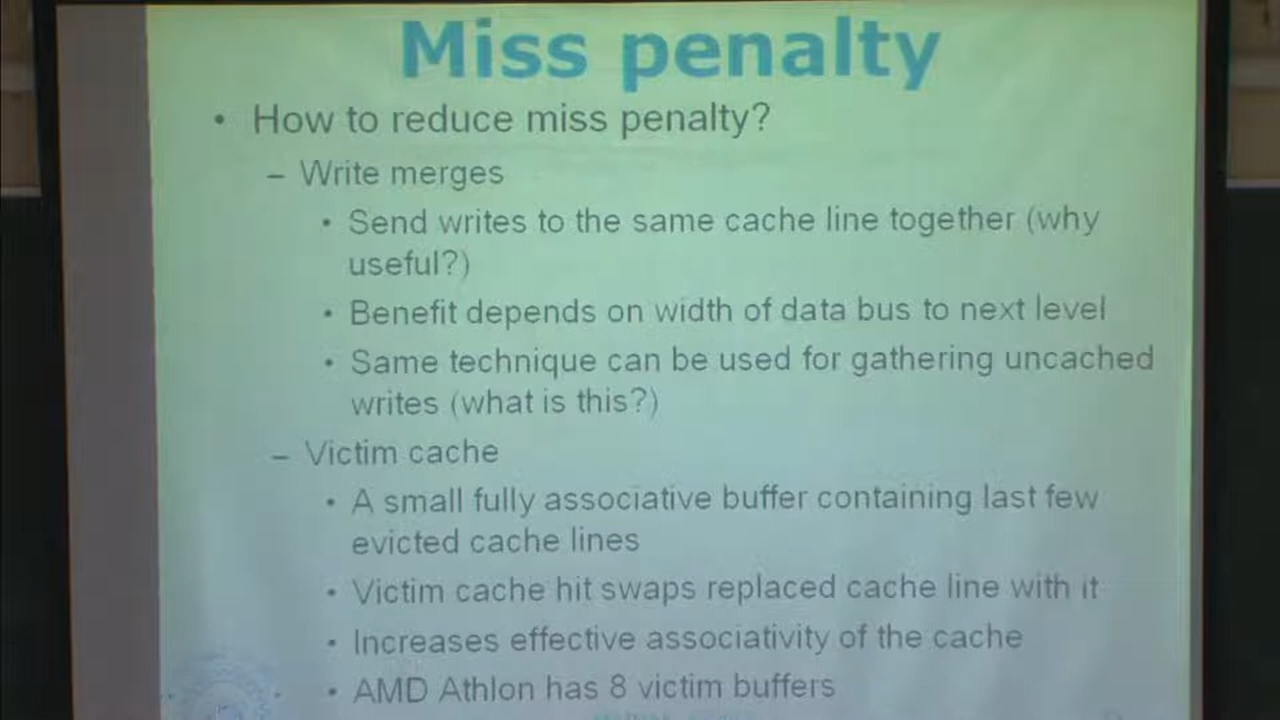 Miss penalty
• How to reduce miss penalty?
– Write merges
• Send writes to the same cache line together (why
useful?)
• Benefit depends on width of data bus to next level
• Same technique can be used for gathering uncached
writes (what is this?)
– Victim cache
• A small fully associative buffer containing last few
evicted cache lines
• Victim cache hit swaps replaced cache line with it
• Increases effective associativity of the cache
• AMD Athlon has 8 victim buffers